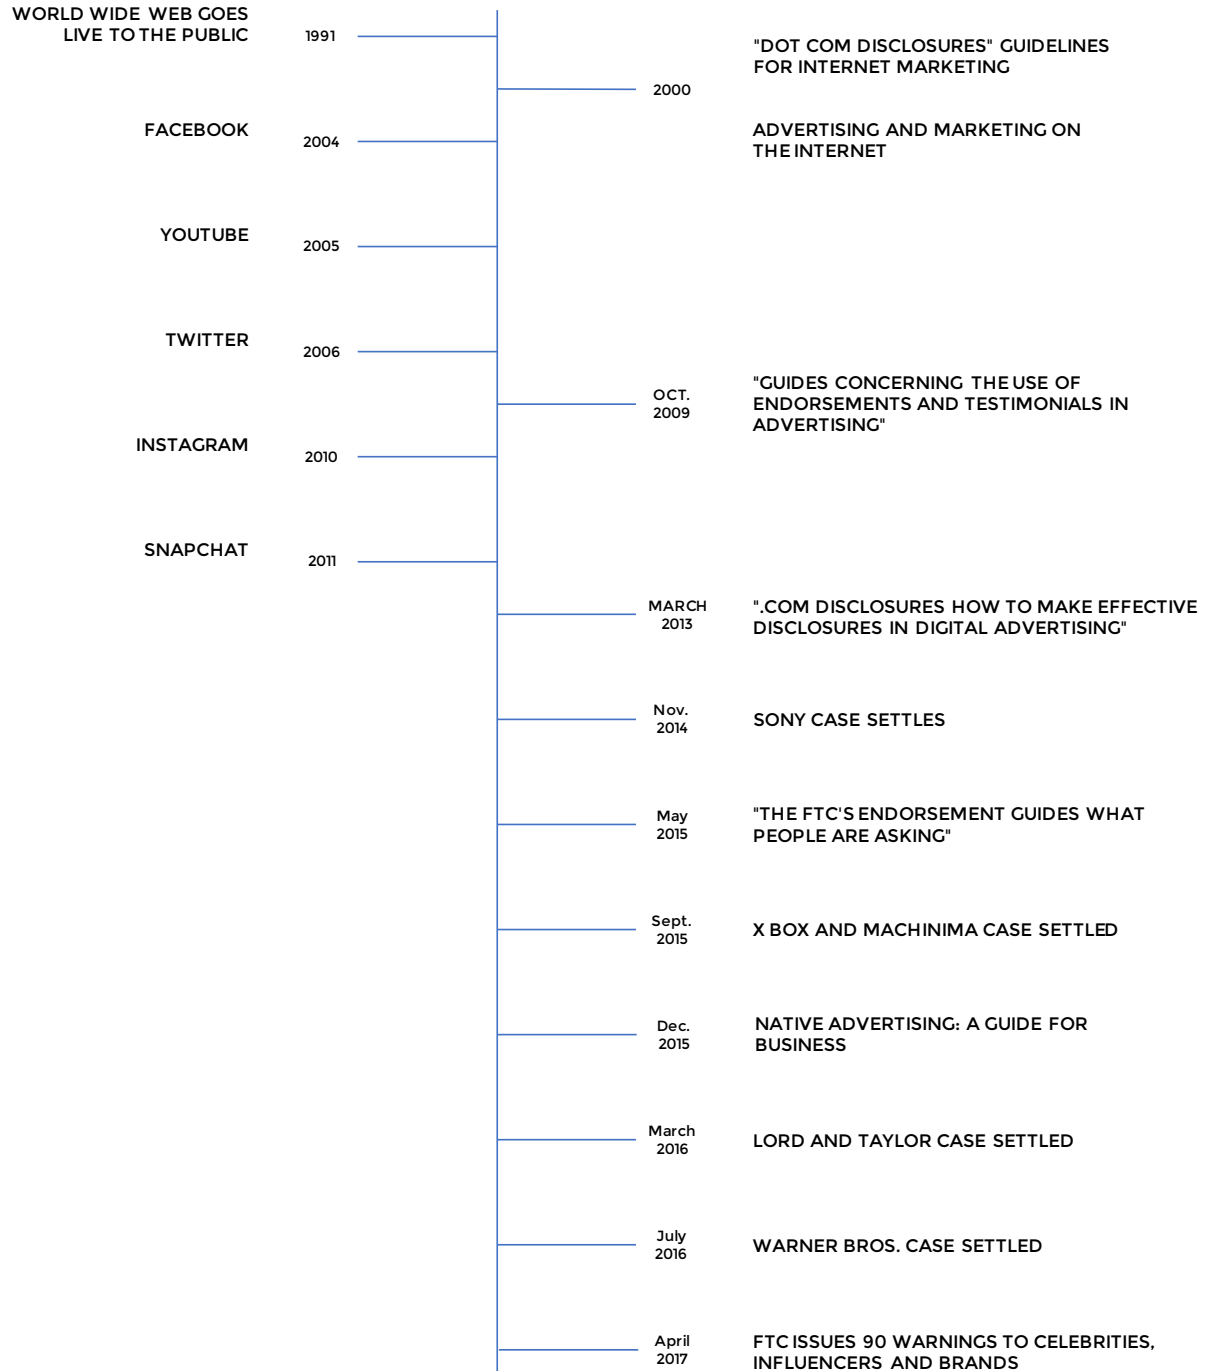 WORLD WIDE WEB GOES
LIVE TO THE PUBLIC
1991
"DOT COM DISCLOSURES" GUIDELINES
FOR INTERNET MARKETING
2000
ADVERTISING AND MARKETING ON
THE INTERNET
FACEBOOK
2004
YOUTUBE
2005
TWITTER
2006
OCT.
2009
"GUIDES CONCERNING THE USE OF
ENDORSEMENTS AND TESTIMONIALS IN
ADVERTISING"
INSTAGRAM
2010
SNAPCHAT
2011
MARCH
2013
".COM DISCLOSURES HOW TO MAKE EFFECTIVE
DISCLOSURES IN DIGITAL ADVERTISING"
Nov.
2014
SONY CASE SETTLES
May
2015
"THE FTC'S ENDORSEMENT GUIDES WHAT
PEOPLE ARE ASKING"
Sept.
2015
X BOX AND MACHINIMA CASE SETTLED
Dec.
2015
NATIVE ADVERTISING: A GUIDE FOR
BUSINESS
March
2016
LORD AND TAYLOR CASE SETTLED
July
2016
WARNER BROS. CASE SETTLED
April
2017
FTC ISSUES 90 WARNINGS TO CELEBRITIES,
INFLUENCERS AND BRANDS